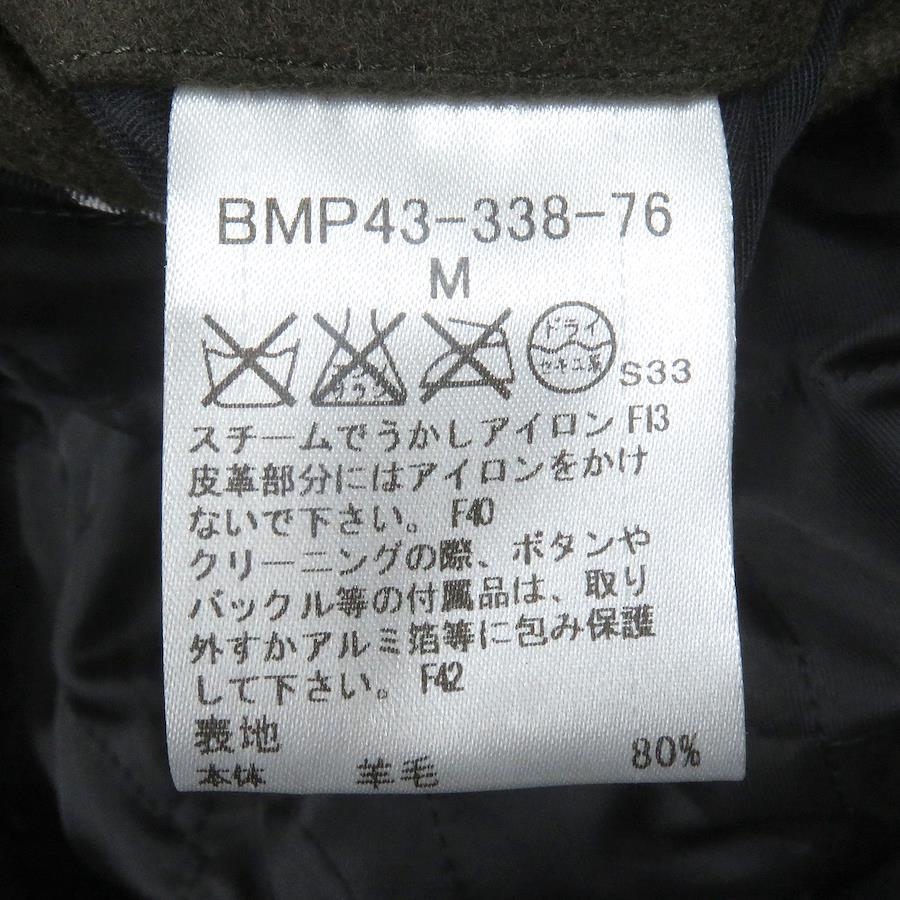 BMP43-338-76
M
ドライ
セキユ系
S33
スチームでうかしアイロン F13
皮革部分にはアイロンをかけ
ないで下さい。 F40
クリーニングの際、ボタンや
バックル等の付属品は、取り
外すかアルミ箔等に包み保護
して下さい。 F42
表地
本体 羊毛 80%